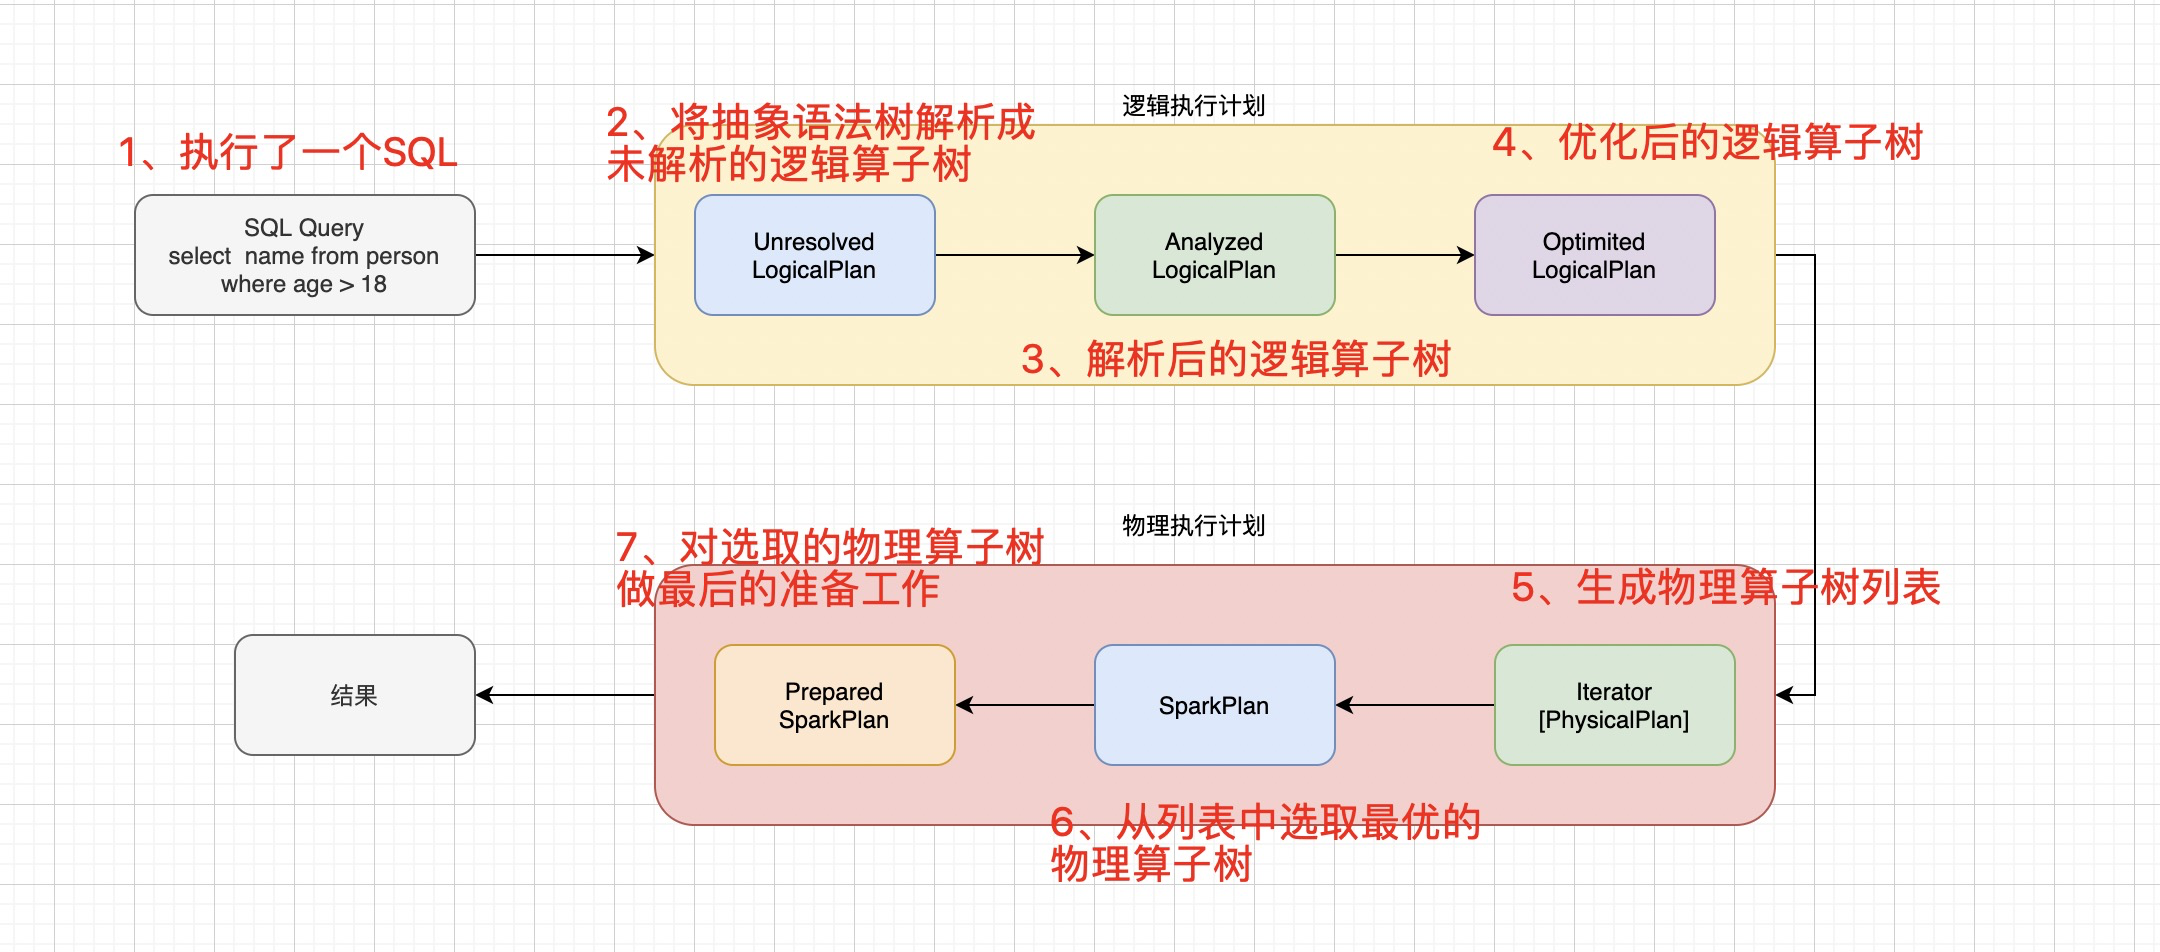 逻辑执行计划
1、执行了一个SQL
2、将抽象语法树解析成
未解析的逻辑算子树
4、优化后的逻辑算子树
SQL Query
select  name from person
where age > 18
Unresolved
LogicalPlan
Analyzed
LogicalPlan
Optimited
LogicalPlan
3、解析后的逻辑算子树
物理执行计划
7、对选取的物理算子树
做最后的准备工作
5、生成物理算子树列表
结果
Prepared
SparkPlan
SparkPlan
Iterator
[PhysicalPlan]
6、从列表中选取最优的
物理算子树